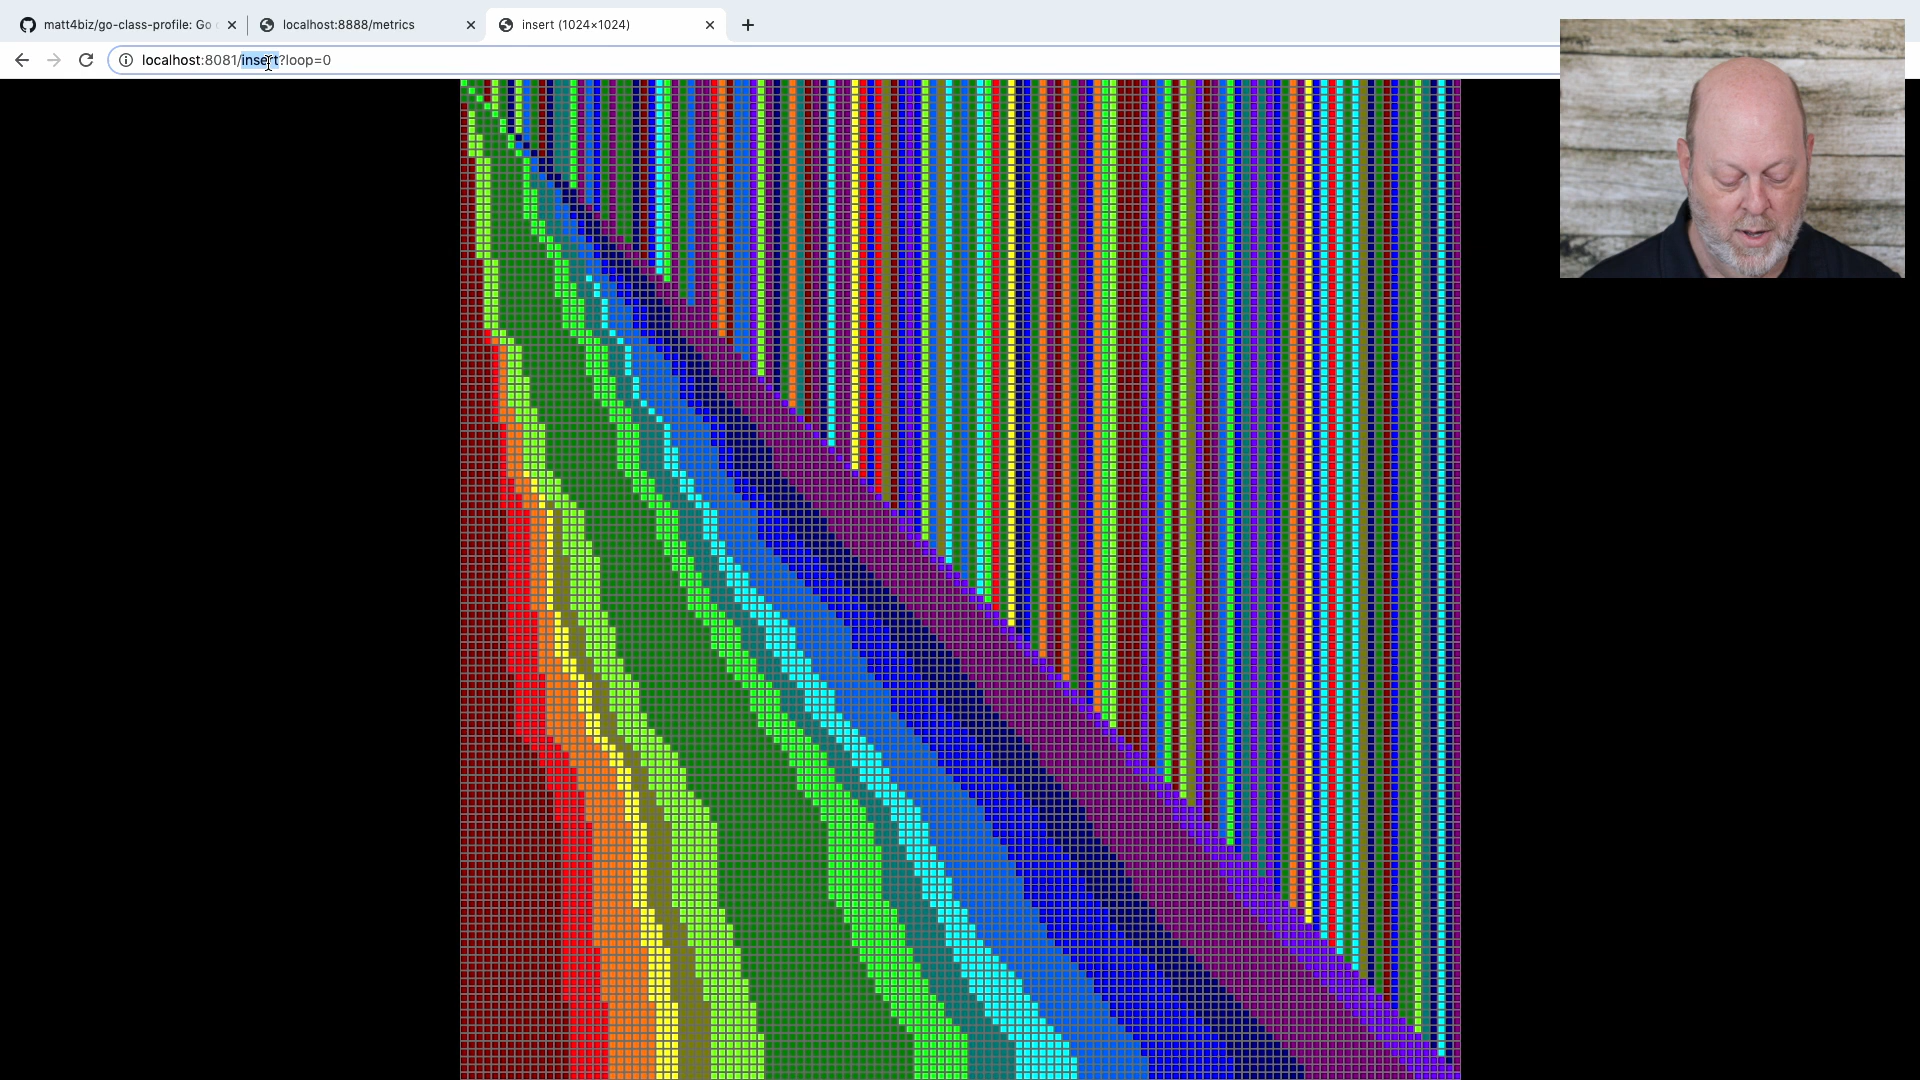 matt4biz/go-class-profile: Go c
localhost:8888/metrics
insert (1024×1024)
localhost:8081/insert?loop=0